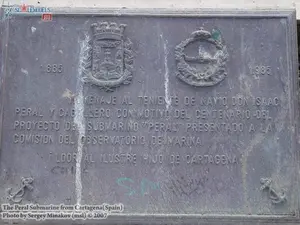 1885
1985
HOMENAJE AL TENIENTE DE NAVIO DON ISAAC
PERAL Y CABALLERO CON MOTIVO DEL CENTENARIO DEL
PROYECTO DEL SUBMARINO "PERAL" PRESENTADO A LA
COMISION DEL OBSERVATORIO DE MARINA
FLOOR AL ILUSTRE HIJO DE CARTAGENA
The Peral Submarine from Cartagena(Spain)
Photo by Sergey Minakov (msl) © 2007